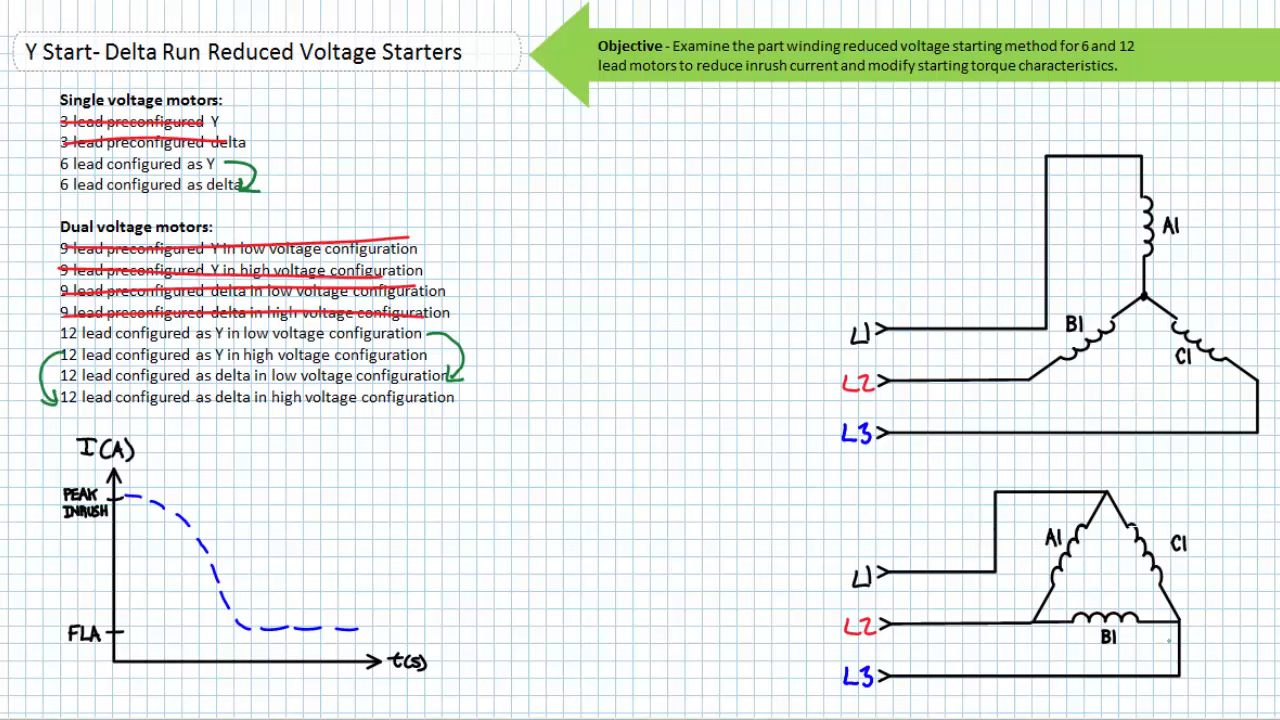 Y Start- Delta Run Reduced Voltage Starters
Objective - Examine the part winding reduced voltage starting method for 6 and 12
lead motors to reduce inrush current and modify starting torque characteristics.
Single voltage motors:
3 lead preconfigured Y
3 lead preconfigured delta
6 lead configured as Y
6 lead configured as delta
Dual voltage motors:
9 lead preconfigured Y in low voltage configuration
9 lead preconfigured Y in high voltage configuration
9 lead preconfigured delta in low voltage configuration
9 lead preconfigured delta in high voltage configuration
12 lead configured as Y in low voltage configuration
12 lead configured as Y in high voltage configuration
12 lead configured as delta in low voltage configuration
12 lead configured as delta in high voltage configuration
I(A)
PEAK
INRUSH
FLA
t(s)
A1
B1
C1
L1
L2
L3
A1
C1
B1
L1
L2
L3